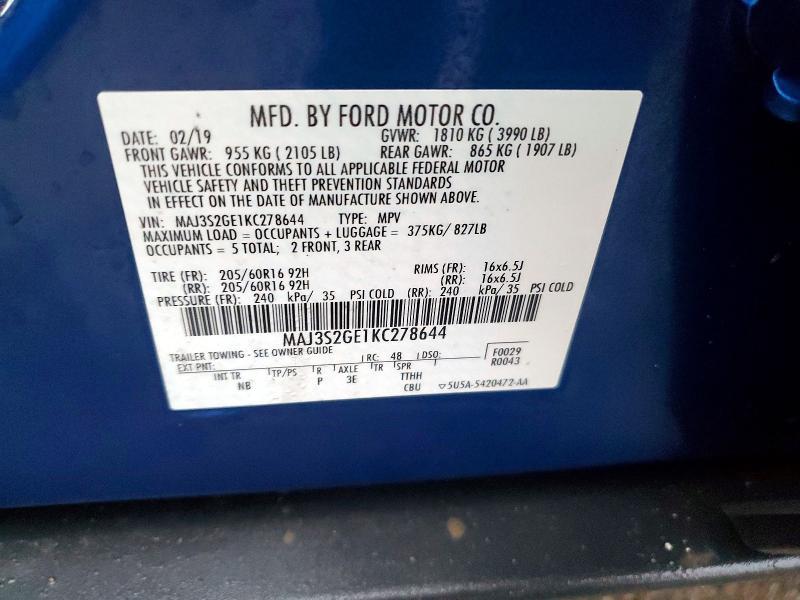 MFD. BY FORD MOTOR CO.
DATE: 02/19 GVWR: 1810 KG ( 3990 LB)
FRONT GAWR: 955 KG ( 2105 LB) REAR GAWR: 865 KG ( 1907 LB)
THIS VEHICLE CONFORMS TO ALL APPLICABLE FEDERAL MOTOR
VEHICLE SAFETY AND THEFT PREVENTION STANDARDS
IN EFFECT ON THE DATE OF MANUFACTURE SHOWN ABOVE.
VIN: MAJ3S2GE1KC278644 TYPE: MPV
MAXIMUM LOAD = OCCUPANTS + LUGGAGE = 375KG/ 827LB
OCCUPANTS = 5 TOTAL; 2 FRONT, 3 REAR
TIRE (FR): 205/60R16 92H RIMS (FR): 16x6.5J
(RR): 205/60R16 92H (RR): 16x6.5J
PRESSURE (FR): 240 kPa/ 35 PSI COLD (RR): 240 kPa/ 35 PSI COLD
MAJ3S2GE1KC278644
TRAILER TOWING - SEE OWNER GUIDE RC: 48 DSO: F0029
EXT PNT: R0043
INT TR TP/PS R AXLE TR SPR
NB P 3E TTHH
CBU 5U5A-5420472-AA